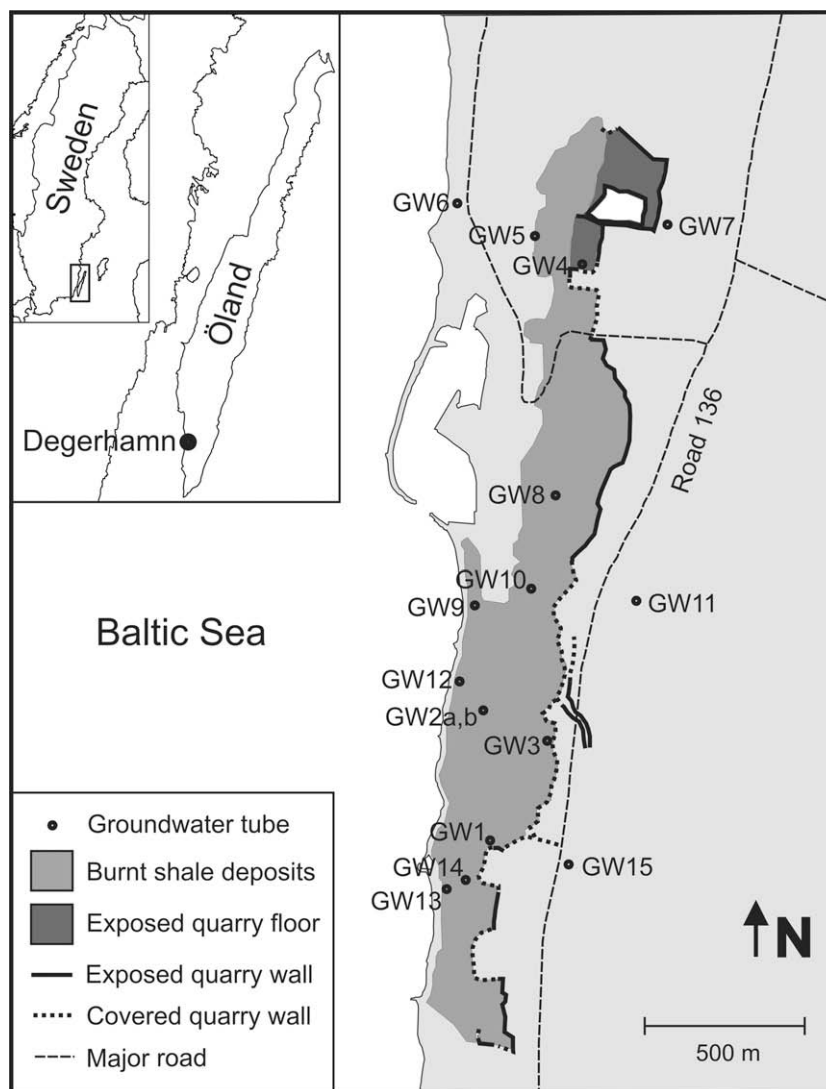 Sweden
Öland
Degerhamn
GW6
GW5
GW7
GW4
Road 136
GW8
GW10
GW9
GW11
Baltic Sea
GW12
GW2a,b
GW3
GW1
GW14
GW15
GW13
Groundwater tube
Burnt shale deposits
Exposed quarry floor
Exposed quarry wall
Covered quarry wall
Major road
N
500 m